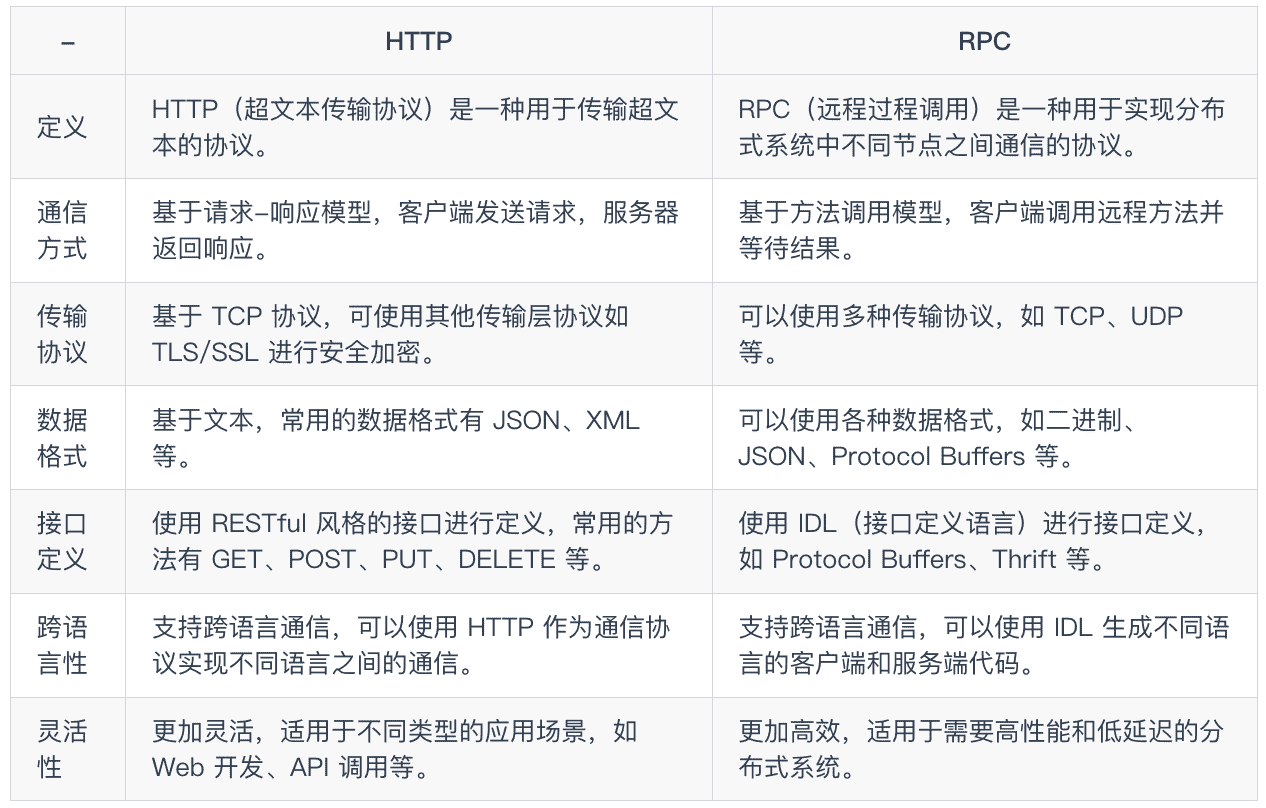 –
HTTP
RPC
定义
HTTP（超文本传输协议）是一种用于传输超文
本的协议。
RPC（远程过程调用）是一种用于实现分布
式系统中不同节点之间通信的协议。
通信
方式
基于请求–响应模型，客户端发送请求，服务器
返回响应。
基于方法调用模型，客户端调用远程方法并
等待结果。
传输
协议
基于 TCP 协议，可使用其他传输层协议如
TLS/SSL 进行安全加密。
可以使用多种传输协议，如 TCP、UDP
等。
数据
格式
基于文本，常用的数据格式有 JSON、XML
等。
可以使用各种数据格式，如二进制、
JSON、Protocol Buffers 等。
接口
定义
使用 RESTful 风格的接口进行定义，常用的方
法有 GET、POST、PUT、DELETE 等。
使用 IDL（接口定义语言）进行接口定义，
如 Protocol Buffers、Thrift 等。
跨语
言性
支持跨语言通信，可以使用 HTTP 作为通信协
议实现不同语言之间的通信。
支持跨语言通信，可以使用 IDL 生成不同语
言的客户端和服务端代码。
灵活
性
更加灵活，适用于不同类型的应用场景，如
Web 开发、API 调用等。
更加高效，适用于需要高性能和低延迟的分
布式系统。